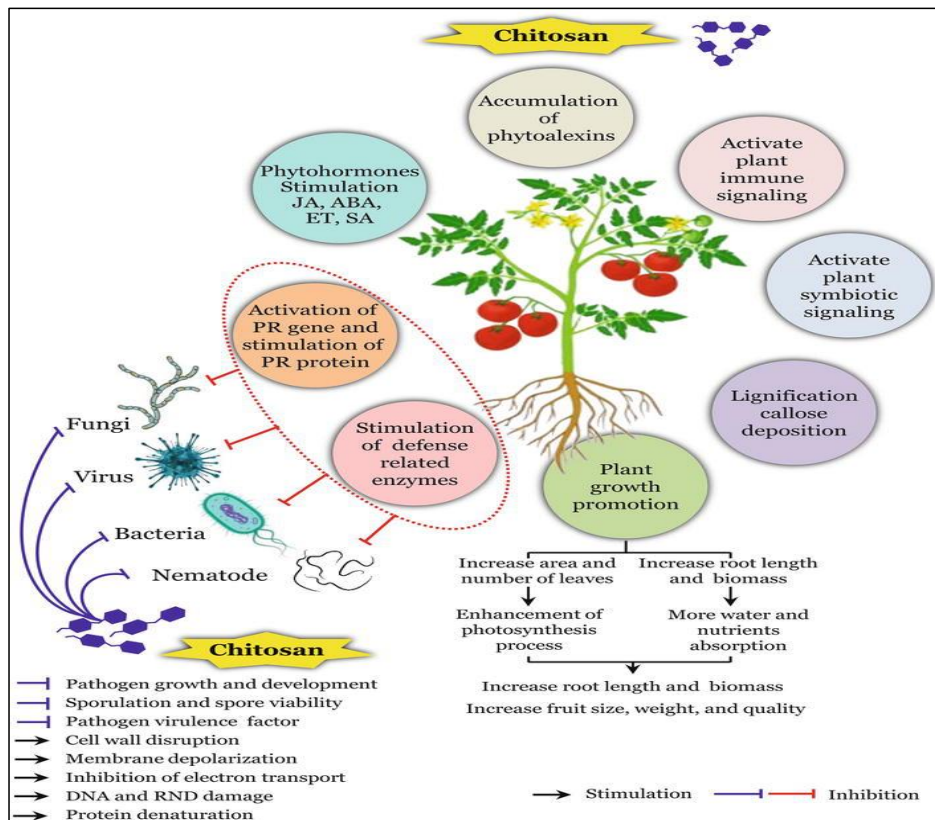 Chitosan
Accumulation
of
phytoalexins
Phytohormones
Stimulation
JA, ABA,
ET, SA
Activate
plant
immune
signaling
Activate
plant
symbiotic
signaling
Activation of
PR gene and
stimulation of
PR protein
Lignification
callose
deposition
Stimulation
of defense
related
enzymes
Plant
growth
promotion
Fungi
Virus
Bacteria
Nematode
Increase area and
number of leaves
Increase root length
and biomass
Enhancement of
photosynthesis
process
More water and
nutrients
absorption
Increase root length and biomass
Increase fruit size, weight, and quality
Chitosan
Pathogen growth and development
Sporulation and spore viability
Pathogen virulence factor
Cell wall disruption
Membrane depolarization
Inhibition of electron transport
DNA and RND damage
Protein denaturation
Stimulation
Inhibition